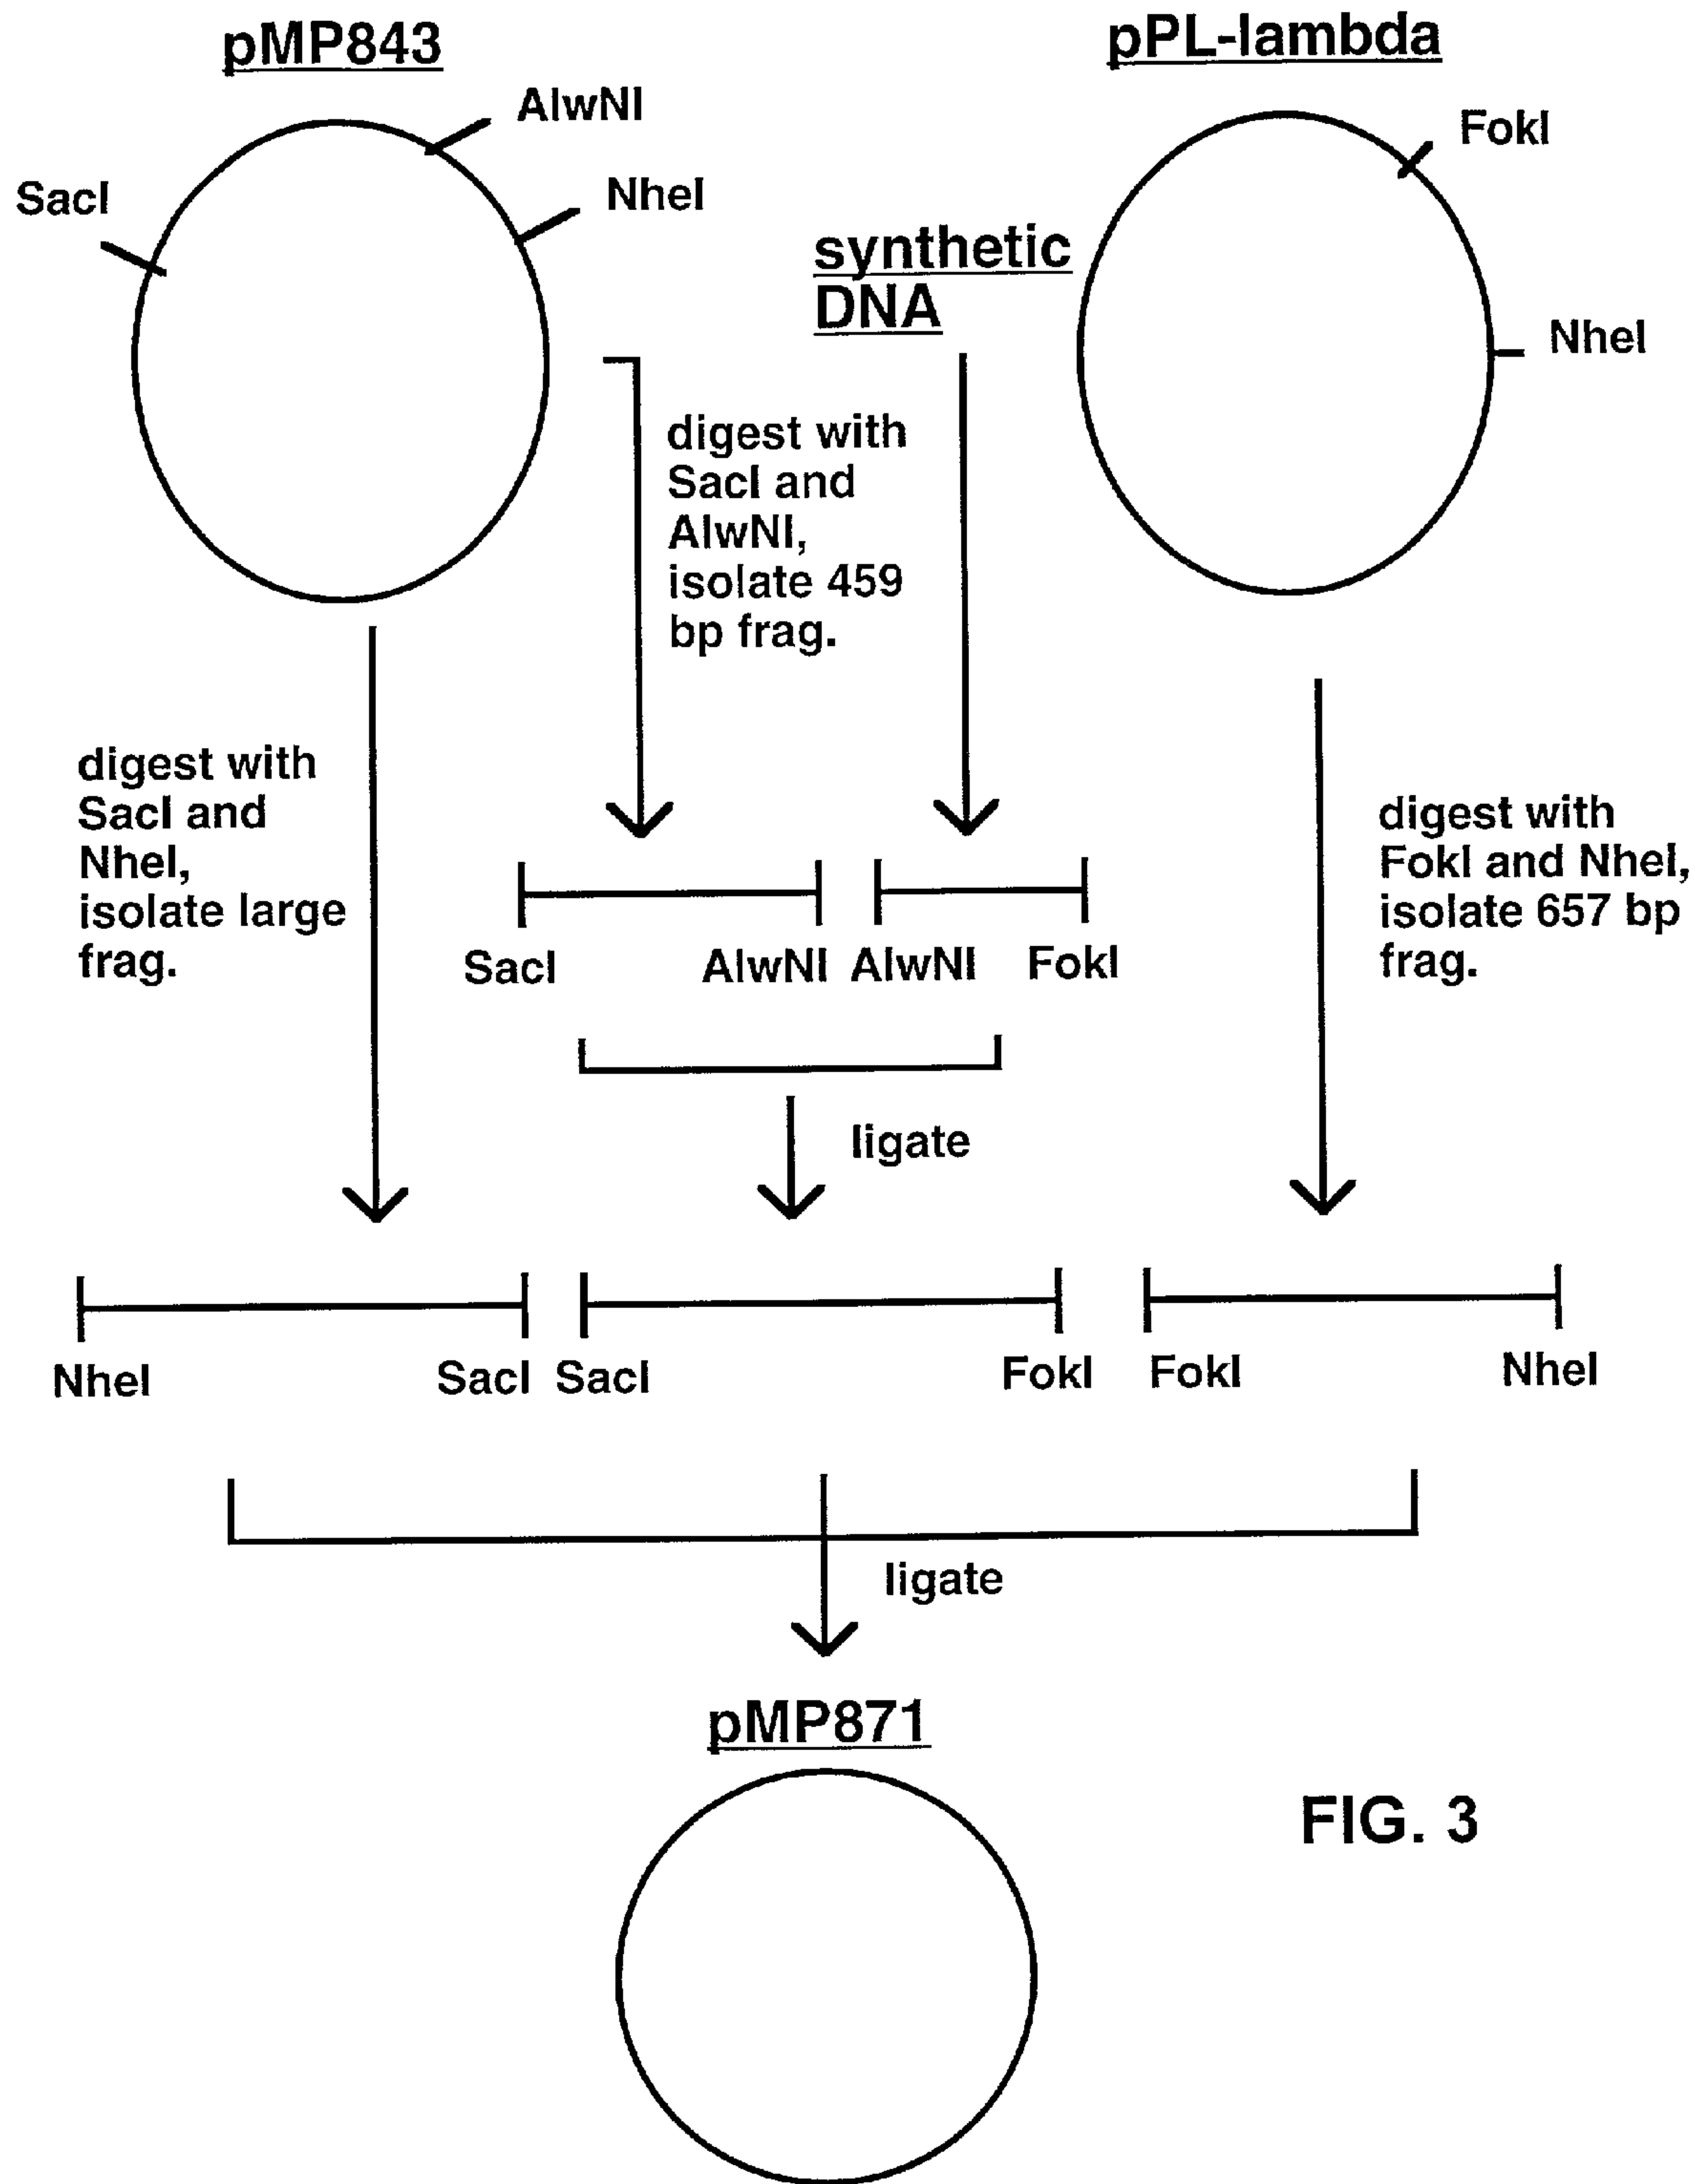 pMP843
pPL-lambda
AlwNI
FokI
SacI
NheI
synthetic
DNA
NheI
digest with
SacI and
AlwNI,
isolate 459
bp frag.
digest with
SacI and
NheI,
isolate large
frag.
digest with
FokI and NheI,
isolate 657 bp
frag.
SacI
AlwNI
AlwNI
FokI
ligate
NheI
SacI
SacI
FokI
FokI
NheI
ligate
pMP871
FIG. 3